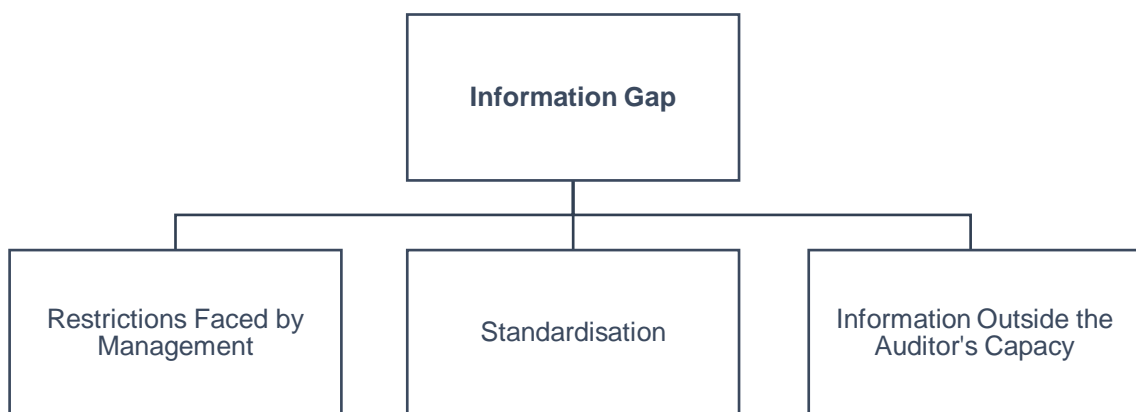 Information Gap
Restrictions Faced by
Management
Standardisation
Information Outside the
Auditor's Capacy